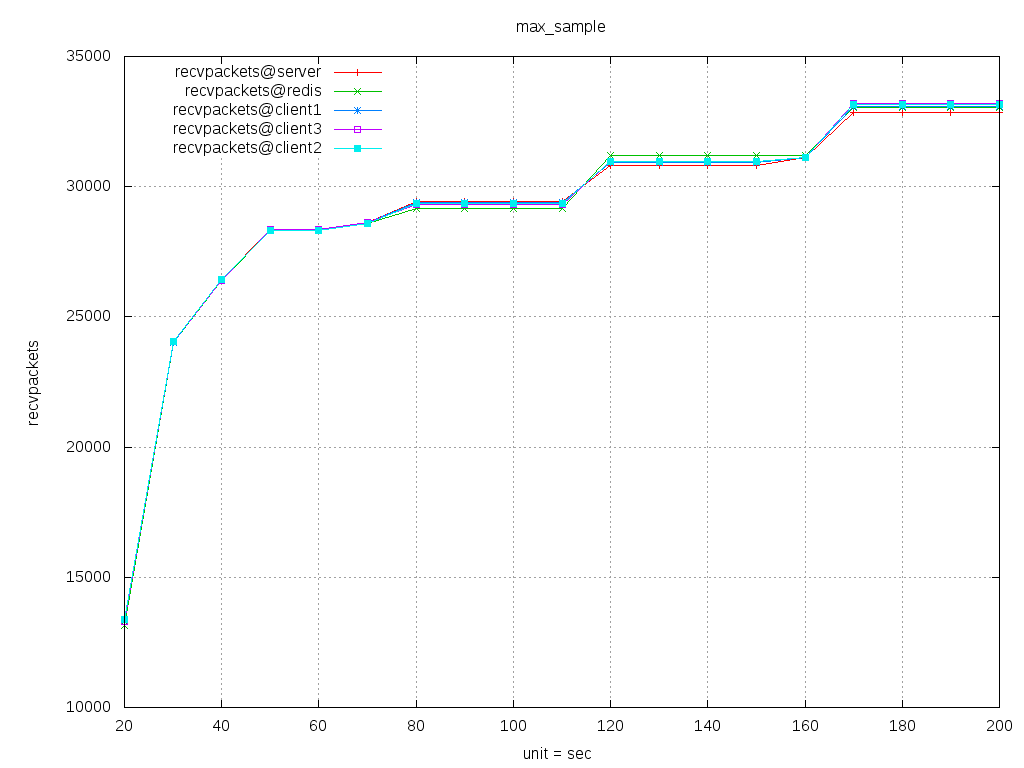 max_sample
35000
30000
25000
20000
15000
10000
recvpackets
recvpackets@server
recvpackets@redis
recvpackets@client1
recvpackets@client3
recvpackets@client2
20 40 60 80 100 120 140 160 180 200
unit = sec